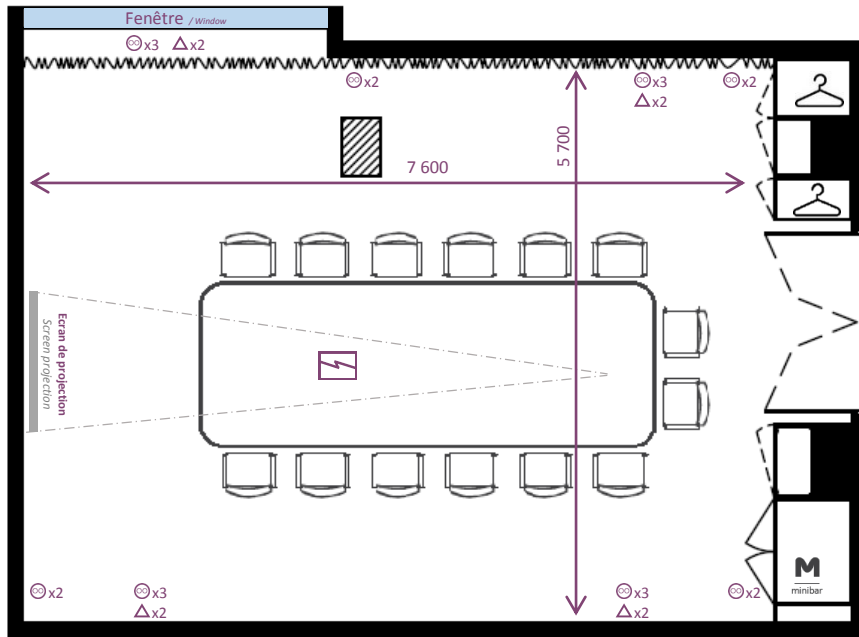 Fenêtre / Window
x3 x2
x2
x3
x2
x2
7 600
5 700
Ecran de projection
Screen projection
M
minibar
x2
x3
x2
x3
x2
x2